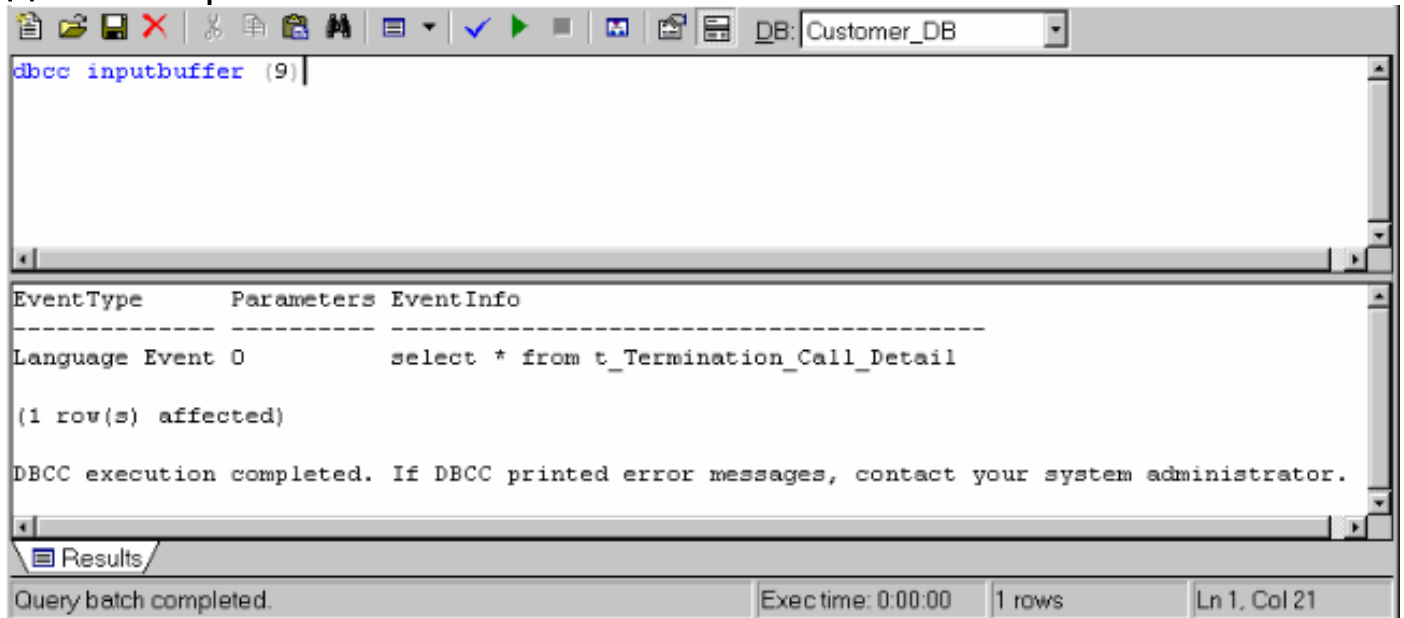 DB: Customer_DB
dbcc inputbuffer (9)
EventType Parameters EventInfo
-------------- ---------- -----------------------------------------
Language Event 0 select * from t_Termination_Call_Detail
(1 row(s) affected)
DBCC execution completed. If DBCC printed error messages, contact your system administrator.
Results
Query batch completed. Exec time: 0:00:00 1 rows Ln 1, Col 21